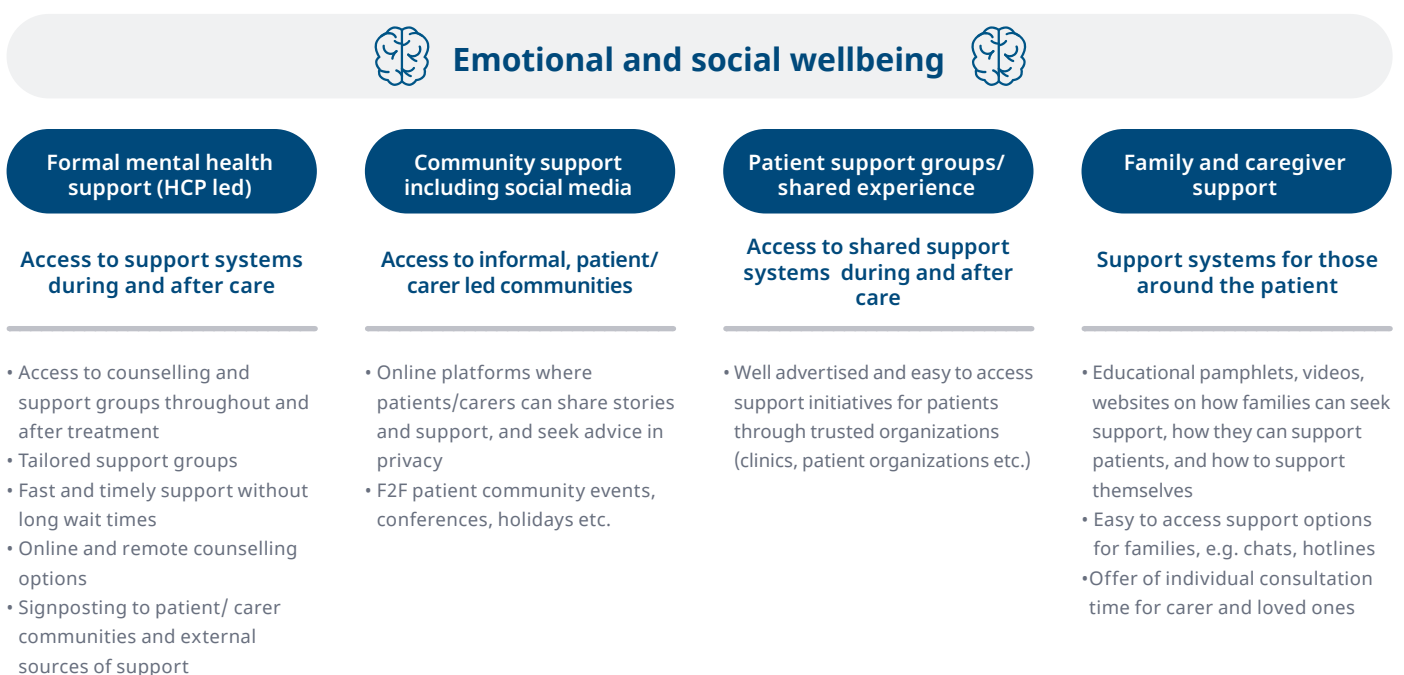 Emotional and social wellbeing
Formal mental health
support (HCP led)
Access to support systems
during and after care
• Access to counselling and
support groups throughout and
after treatment
• Tailored support groups
• Fast and timely support without
long wait times
• Online and remote counselling
options
• Signposting to patient/ carer
communities and external
sources of support
Community support
including social media
Access to informal, patient/
carer led communities
• Online platforms where
patients/carers can share stories
and support, and seek advice in
privacy
• F2F patient community events,
conferences, holidays etc.
Patient support groups/
shared experience
Access to shared support
systems during and after
care
• Well advertised and easy to access
support initiatives for patients
through trusted organizations
(clinics, patient organizations etc.)
Family and caregiver
support
Support systems for those
around the patient
• Educational pamphlets, videos,
websites on how families can seek
support, how they can support
patients, and how to support
themselves
• Easy to access support options
for families, e.g. chats, hotlines
•Offer of individual consultation
time for carer and loved ones